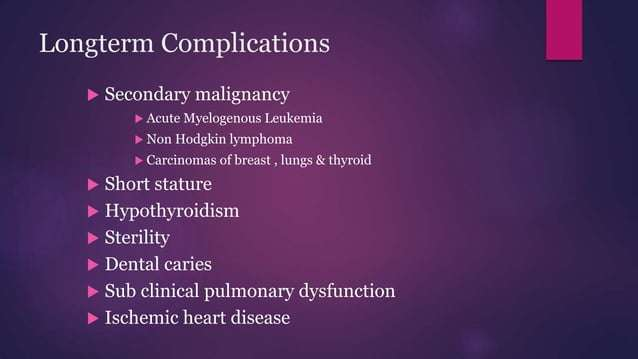 Longterm Complications
Secondary malignancy
Acute Myelogenous Leukemia
Non Hodgkin lymphoma
Carcinomas of breast , lungs & thyroid
Short stature
Hypothyroidism
Sterility
Dental caries
Sub clinical pulmonary dysfunction
Ischemic heart disease